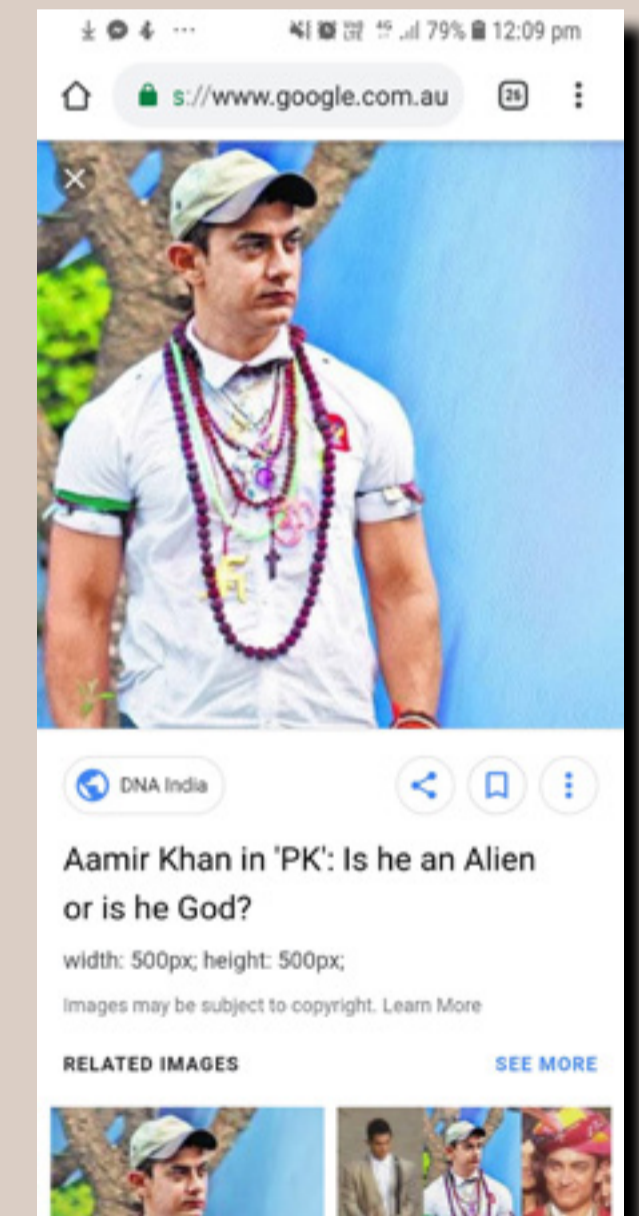 79% 12:09 pm
s://www.google.com.au
26
DNA India
Aamir Khan in 'PK': Is he an Alien
or is he God?
width: 500px; height: 500px;
Images may be subject to copyright. Learn More
RELATED IMAGES
SEE MORE